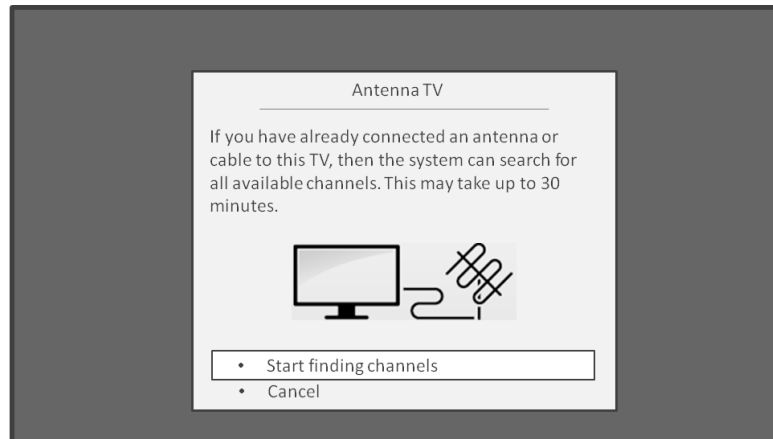 Antenna TV
If you have already connected an antenna or
cable to this TV, then the system can search for
all available channels. This may take up to 30
minutes.
• Start finding channels
• Cancel